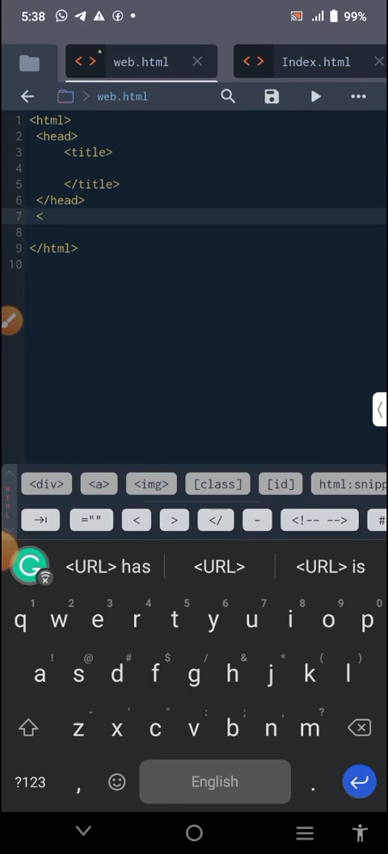 5:38 99%
web.html × Index.html ×
← > web.html
1 <html>
2 <head>
3 <title>
4
5 </title>
6 </head>
7 <
8
9 </html>
10
HTML
<div> <a> <img> [class] [id] html:snipp
="" < > </ - <!-- --> #
<URL> has <URL> <URL> is
1 2 3 4 5 6 7 8 9 0
q w e r t y u i o p
! @ # $ / & * ( )
a s d f g h j k l
- ' " : ; , ?
z x c v b n m
?123 , English .